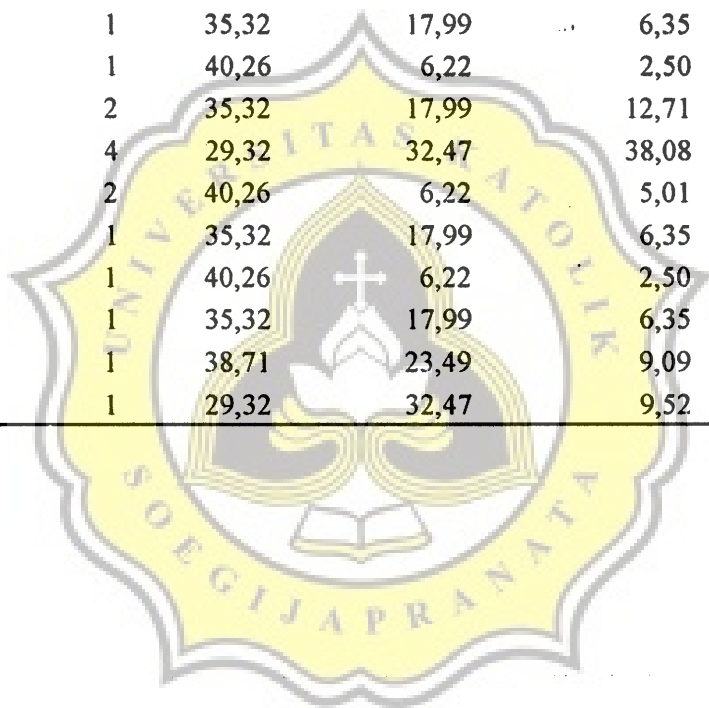 1 35,32 17,99 6,35
1 40,26 6,22 2,50
2 35,32 17,99 12,71
4 29,32 32,47 38,08
2 40,26 6,22 5,01
1 35,32 17,99 6,35
1 40,26 6,22 2,50
1 35,32 17,99 6,35
1 38,71 23,49 9,09
1 29,32 32,47 9,52
UNIVERSITAS KATOLIK
SOEGIJAPRANATA